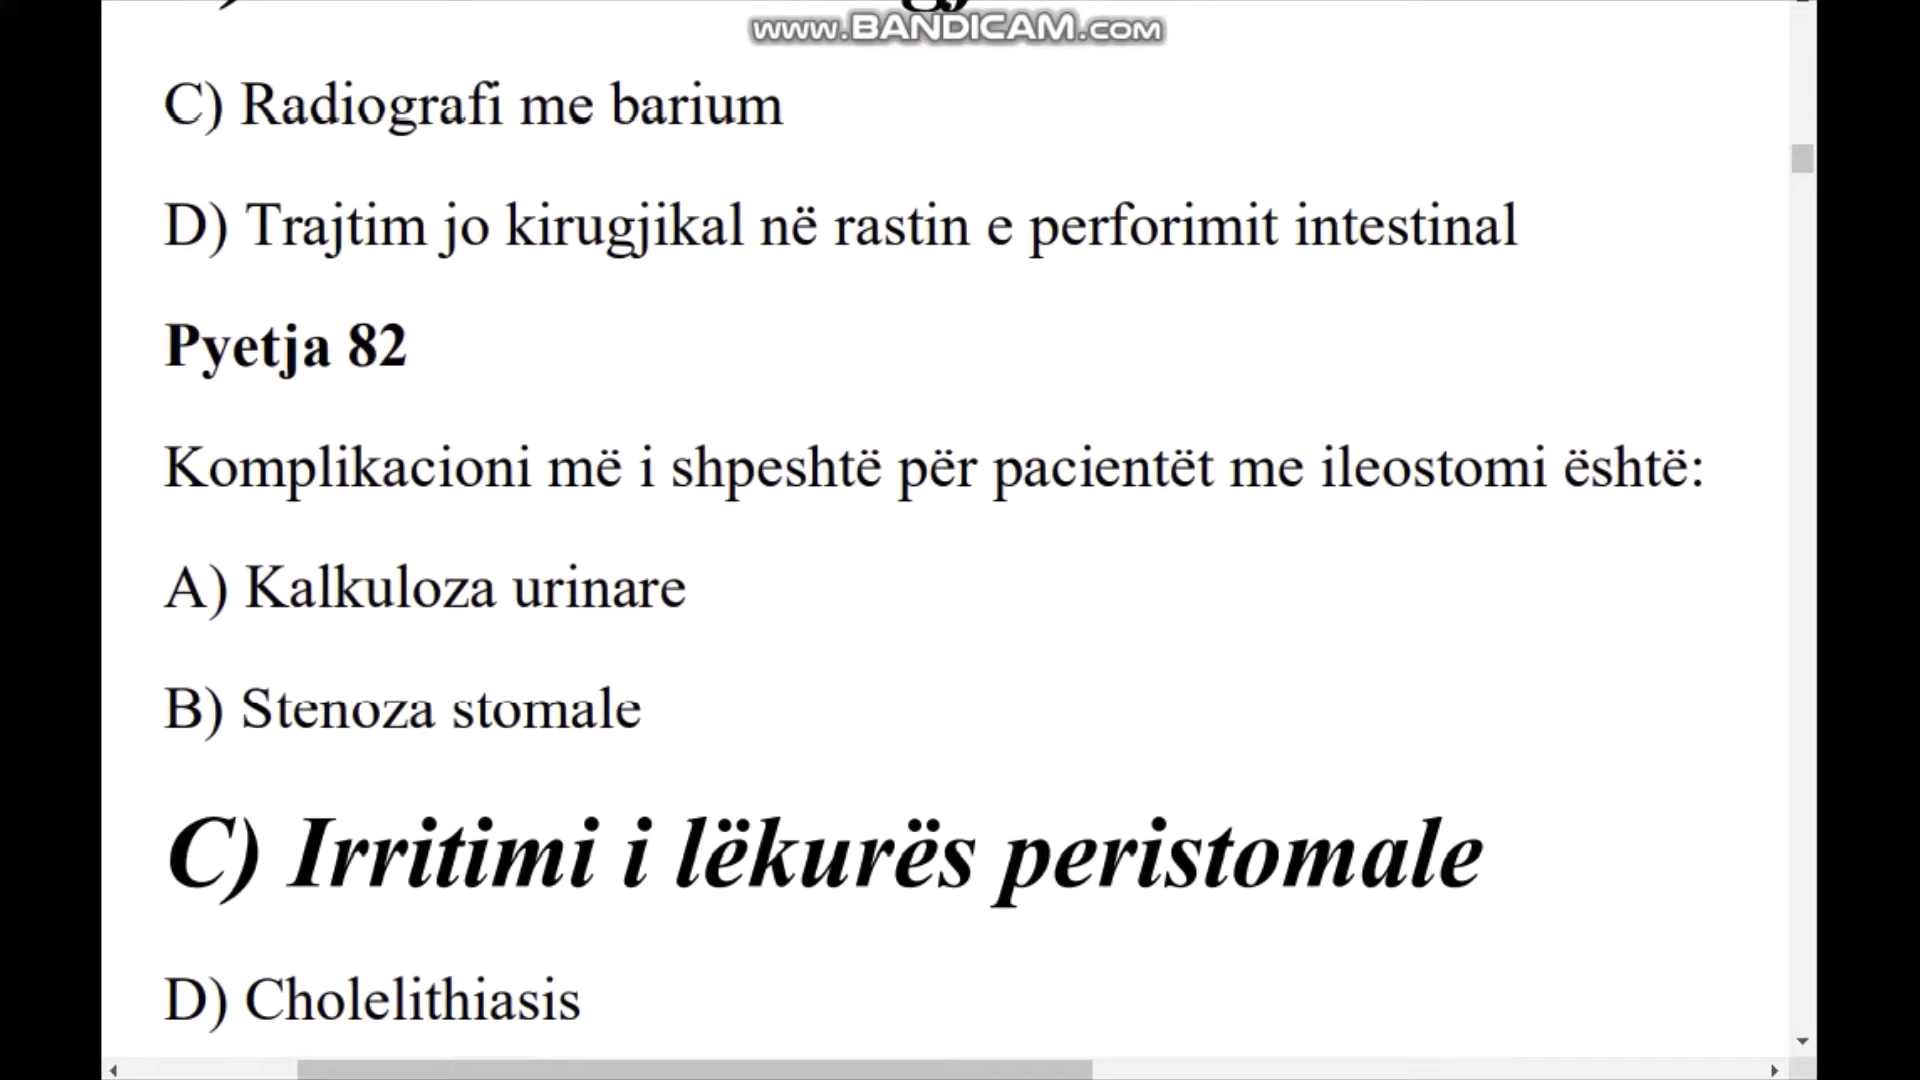 www.BANDICAM.com
C) Radiografi me barium
D) Trajtim jo kirugjikal në rastin e perforimit intestinal
Pyetja 82
Komplikacioni më i shpeshtë për pacientët me ileostomi është:
A) Kalkuloza urinare
B) Stenoza stomale
C) Irritimi i lëkurës peristomale
D) Cholelithiasis